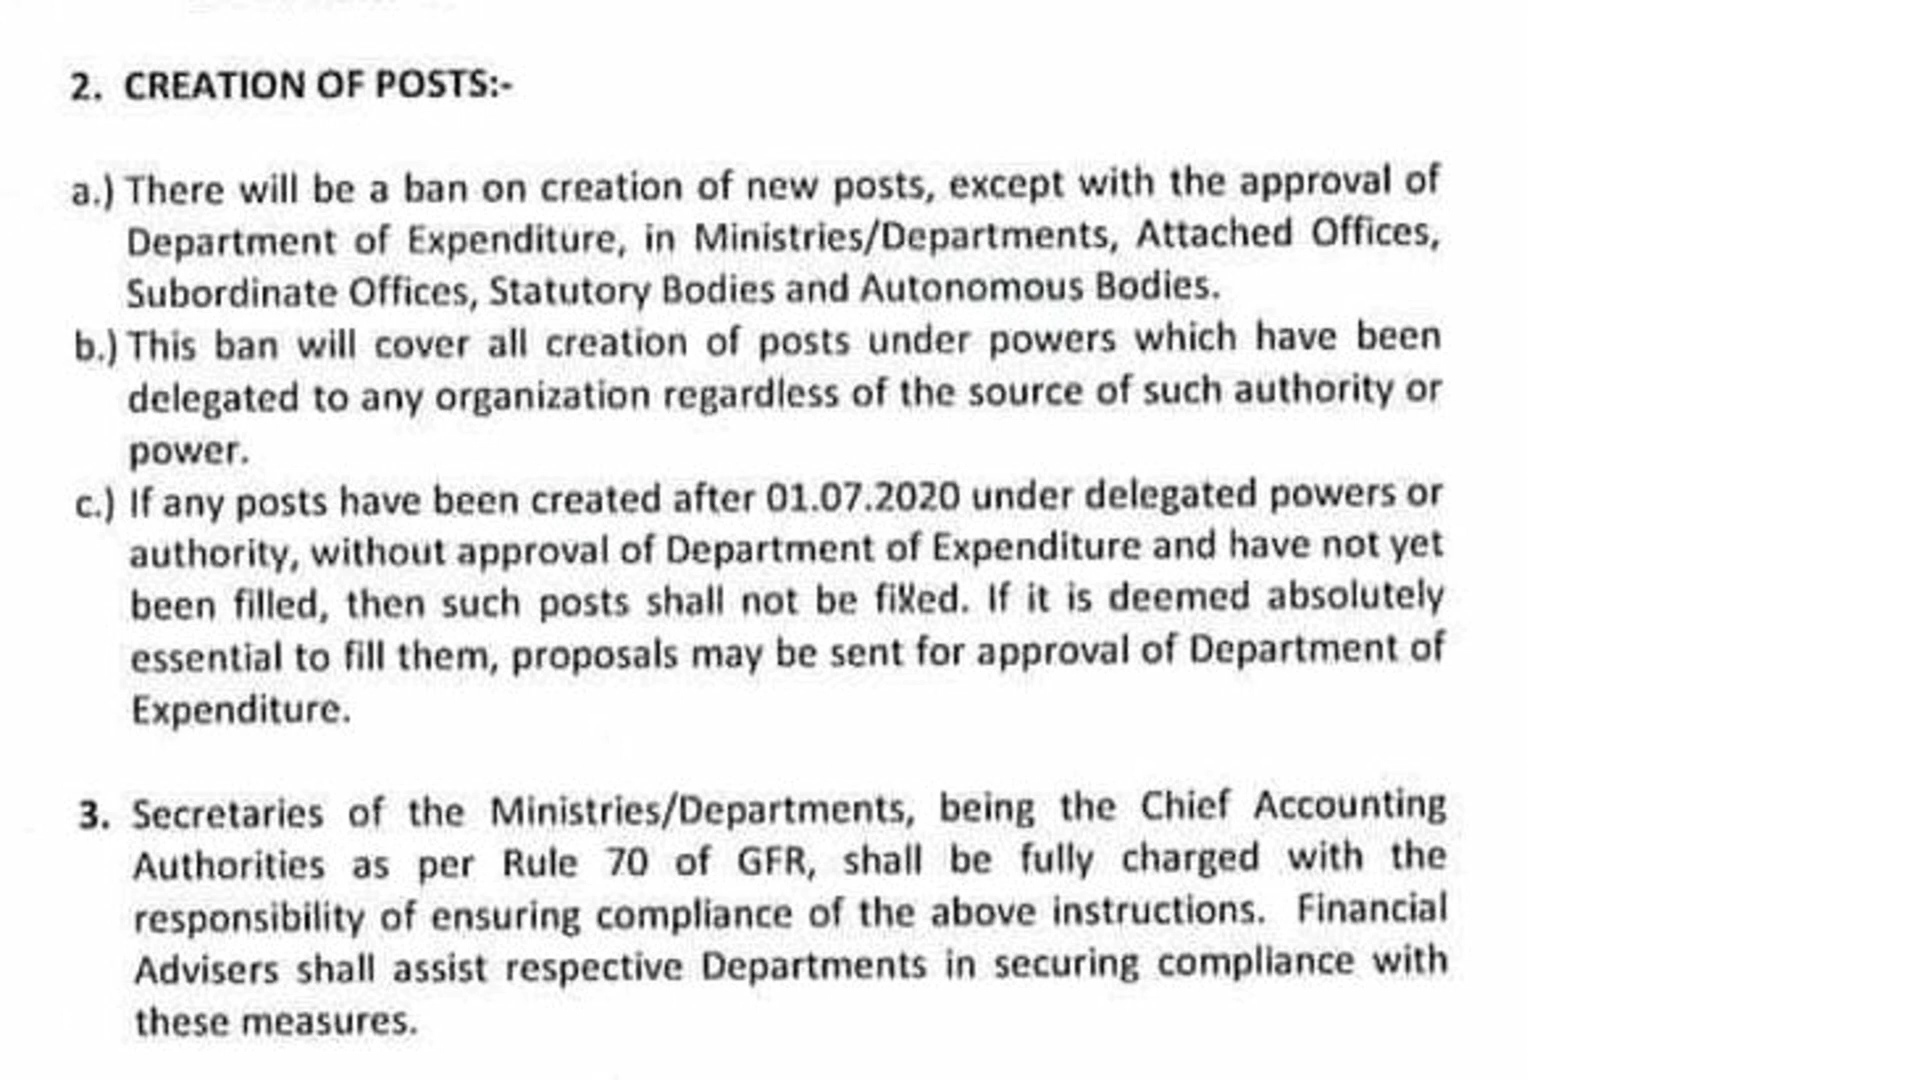 2. CREATION OF POSTS:-
a.) There will be a ban on creation of new posts, except with the approval of
Department of Expenditure, in Ministries/Departments, Attached Offices,
Subordinate Offices, Statutory Bodies and Autonomous Bodies.
b.) This ban will cover all creation of posts under powers which have been
delegated to any organization regardless of the source of such authority or
power.
c.) If any posts have been created after 01.07.2020 under delegated powers or
authority, without approval of Department of Expenditure and have not yet
been filled, then such posts shall not be filled. If it is deemed absolutely
essential to fill them, proposals may be sent for approval of Department of
Expenditure.
3. Secretaries of the Ministries/Departments, being the Chief Accounting
Authorities as per Rule 70 of GFR, shall be fully charged with the
responsibility of ensuring compliance of the above instructions. Financial
Advisers shall assist respective Departments in securing compliance with
these measures.